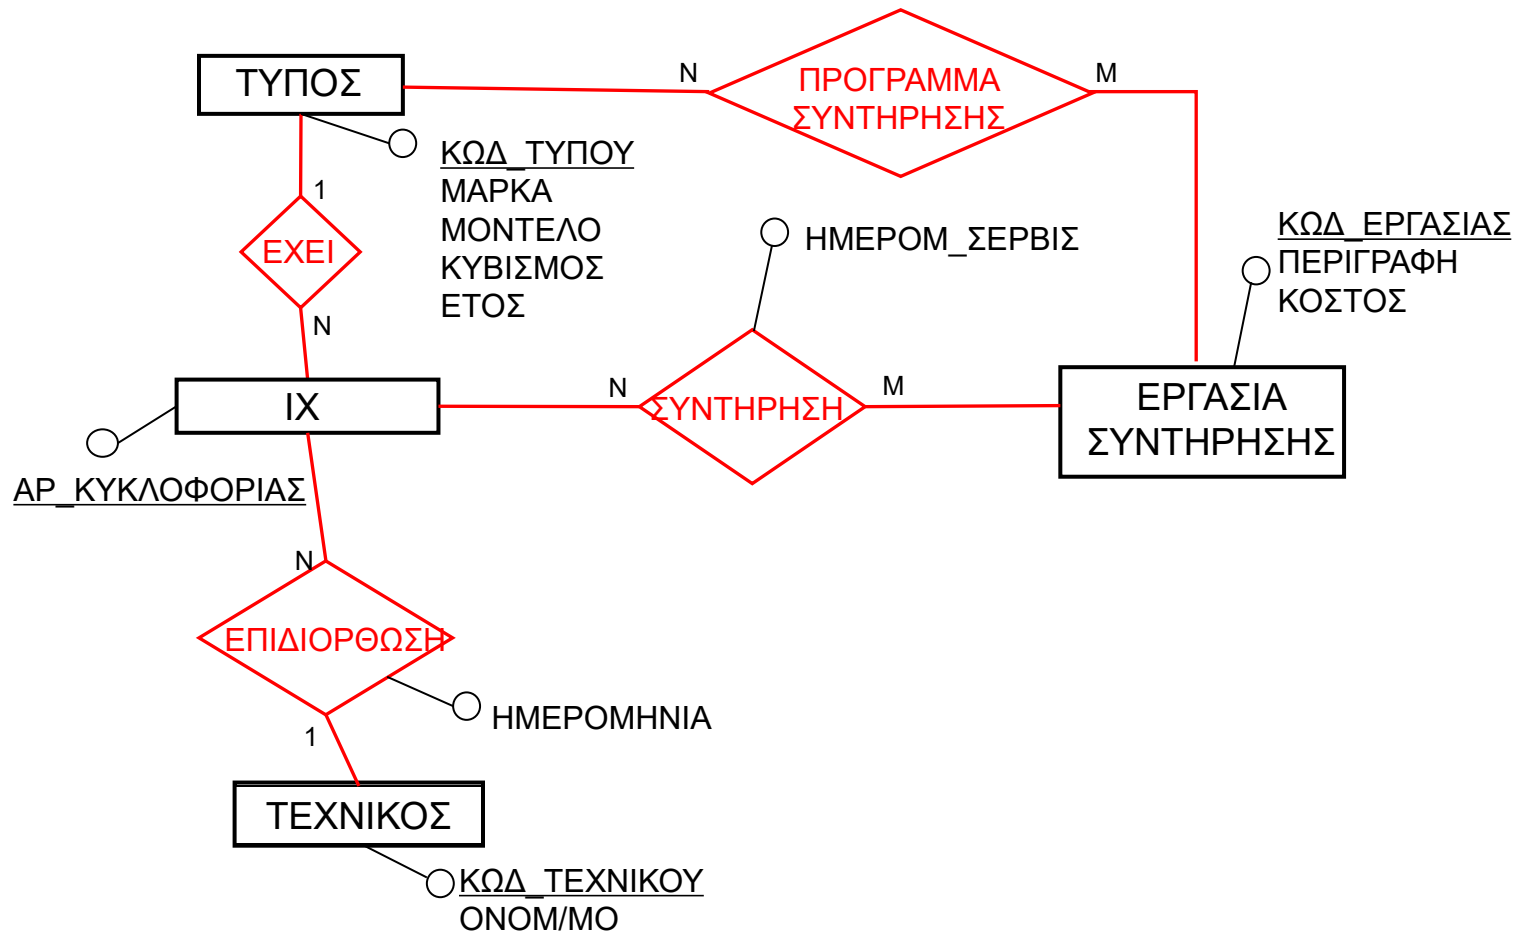 ΤΥΠΟΣ
Ν
ΠΡΟΓΡΑΜΜΑ
ΣΥΝΤΗΡΗΣΗΣ
Μ
ΚΩΔ_ΤΥΠΟΥ
ΜΑΡΚΑ
ΜΟΝΤΕΛΟ
ΚΥΒΙΣΜΟΣ
ΕΤΟΣ
1
ΕΧΕΙ
Ν
ΗΜΕΡΟΜ_ΣΕΡΒΙΣ
ΚΩΔ_ΕΡΓΑΣΙΑΣ
ΠΕΡΙΓΡΑΦΗ
ΚΟΣΤΟΣ
ΙΧ
Ν
ΣΥΝΤΗΡΗΣΗ
Μ
ΕΡΓΑΣΙΑ
ΣΥΝΤΗΡΗΣΗΣ
ΑΡ_ΚΥΚΛΟΦΟΡΙΑΣ
Ν
ΕΠΙΔΙΟΡΘΩΣΗ
ΗΜΕΡΟΜΗΝΙΑ
1
ΤΕΧΝΙΚΟΣ
ΚΩΔ_ΤΕΧΝΙΚΟΥ
ΟΝΟΜ/ΜΟ